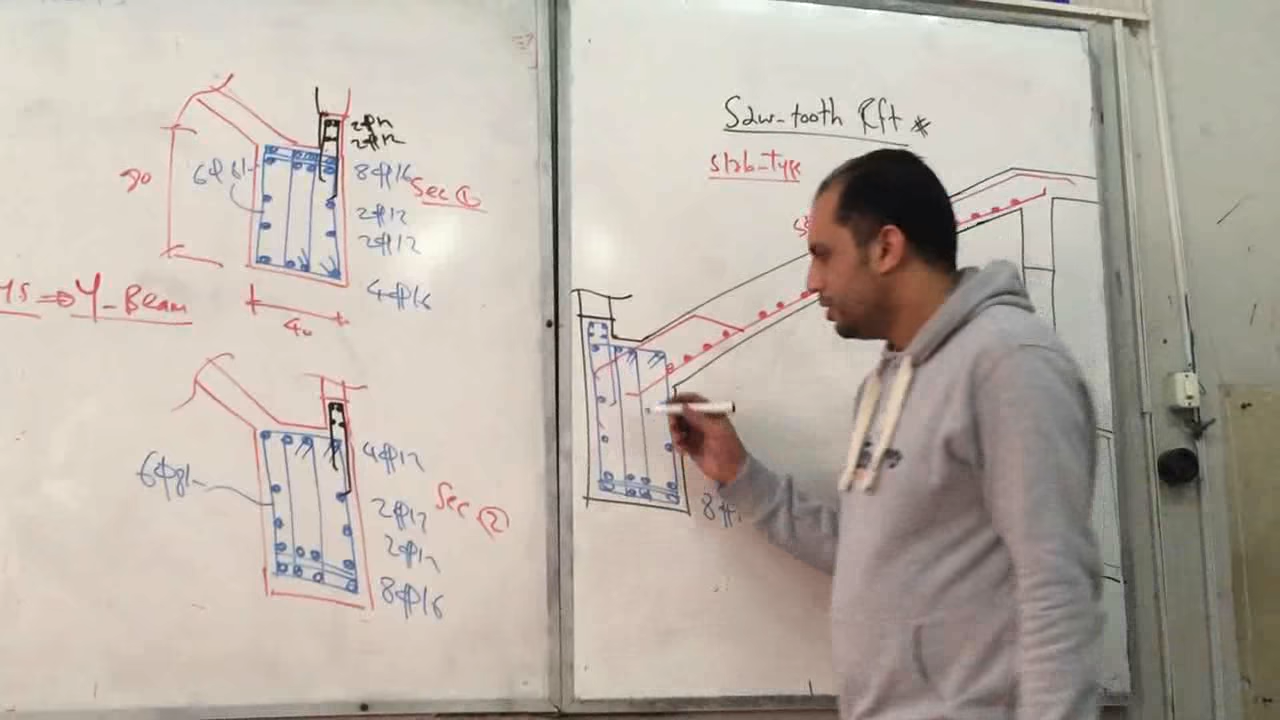 2φ12
2φ12
90
6φ8\
8φ16
Sec ①
2φ12
2φ12
4φ16
⇒ Y-Beam
40
6φ8\
4φ12
Sec ②
2φ12
2φ12
8φ16
Saw-tooth Rft *
slab-type